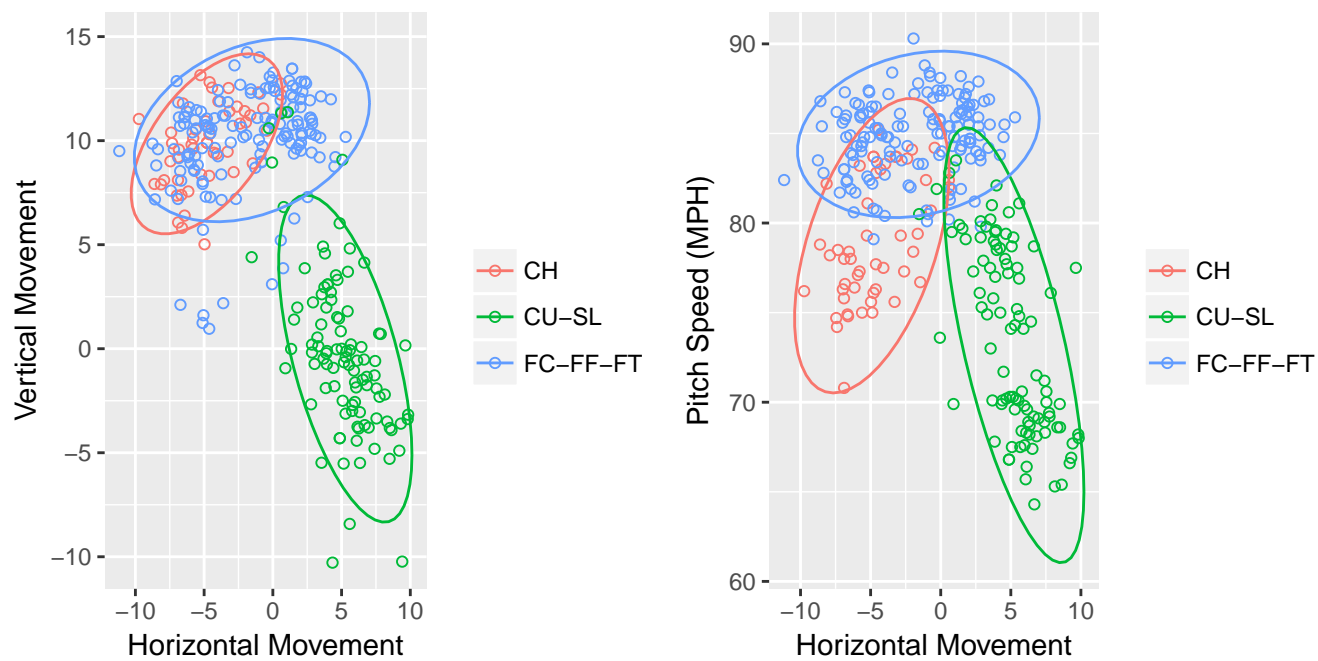 Vertical Movement
15
10
5
0
−5
−10
−10 −5 0 5 10
Horizontal Movement
CH
CU−SL
FC−FF−FT
Pitch Speed (MPH)
90
80
70
60
−10 −5 0 5 10
Horizontal Movement
CH
CU−SL
FC−FF−FT